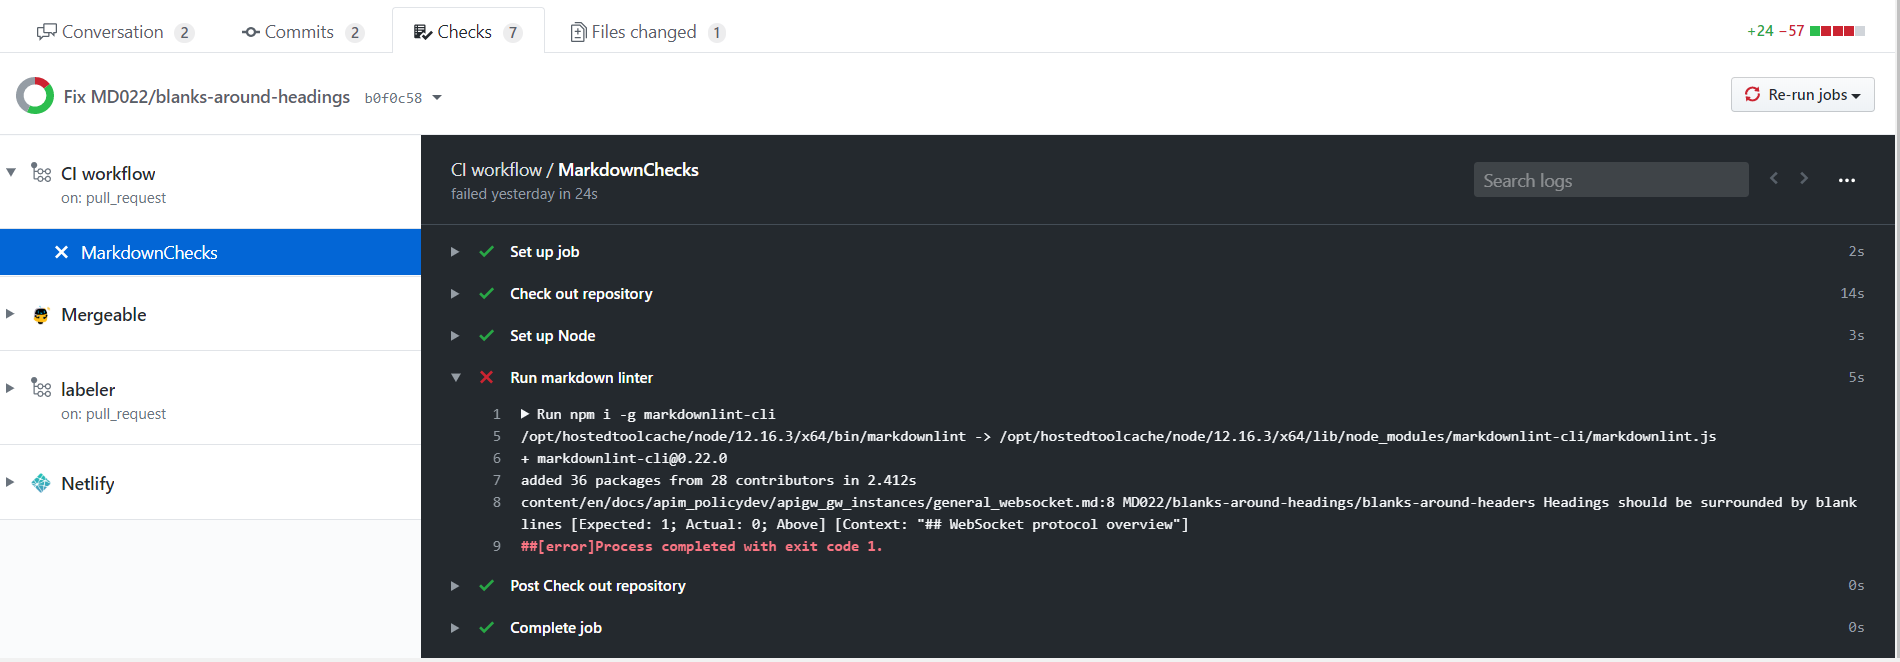 Conversation 2 Commits 2 Checks 7 Files changed 1 +24 −57
Fix MD022/blanks-around-headings b0f0c58 Re-run jobs
CI workflow
on: pull_request
MarkdownChecks
Mergeable
labeler
on: pull_request
Netlify
CI workflow / MarkdownChecks
failed yesterday in 24s
Search logs
Set up job 2s
Check out repository 14s
Set up Node 3s
Run markdown linter 5s
1 Run npm i -g markdownlint-cli
5 /opt/hostedtoolcache/node/12.16.3/x64/bin/markdownlint -> /opt/hostedtoolcache/node/12.16.3/x64/lib/node_modules/markdownlint-cli/markdownlint.js
6 + markdownlint-cli@0.22.0
7 added 36 packages from 28 contributors in 2.412s
8 content/en/docs/apim_policydev/apigw_gw_instances/general_websocket.md:8 MD022/blanks-around-headings/blanks-around-headers Headings should be surrounded by blank
lines [Expected: 1; Actual: 0; Above] [Context: "## WebSocket protocol overview"]
9 ##[error]Process completed with exit code 1.
Post Check out repository 0s
Complete job 0s